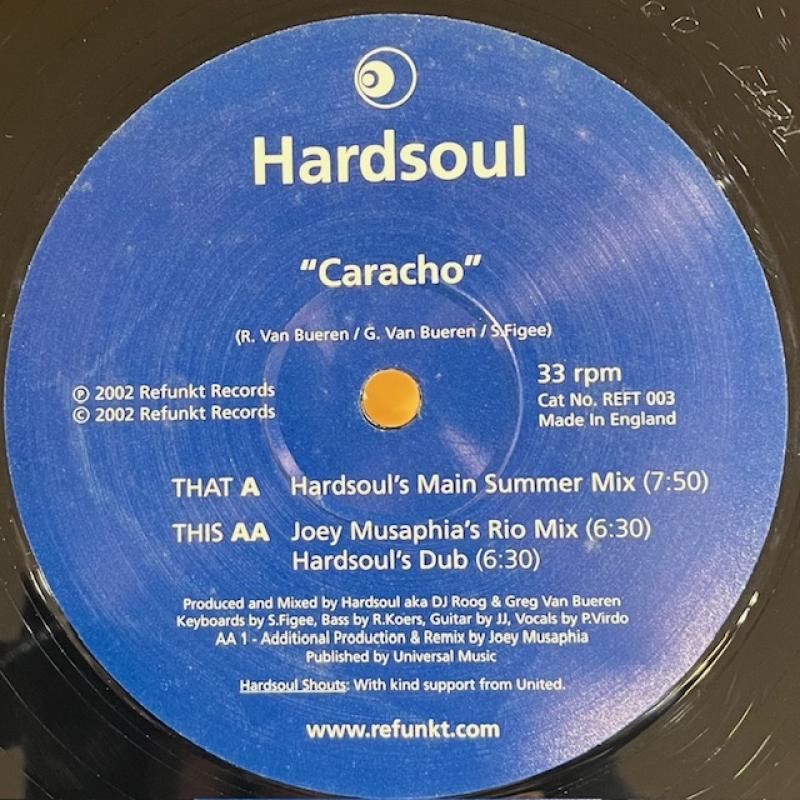 Hardsoul
"Caracho"
(R. Van Bueren / G. Van Bueren / S.Figee)
℗ 2002 Refunkt Records
© 2002 Refunkt Records
33 rpm
Cat No. REFT 003
Made In England
THAT A Hardsoul's Main Summer Mix (7:50)
THIS AA Joey Musaphia's Rio Mix (6:30)
Hardsoul's Dub (6:30)
Produced and Mixed by Hardsoul aka DJ Roog & Greg Van Bueren
Keyboards by S.Figee, Bass by R.Koers, Guitar by JJ, Vocals by P.Virdo
AA 1 - Additional Production & Remix by Joey Musaphia
Published by Universal Music
Hardsoul Shouts: With kind support from United.
www.refunkt.com